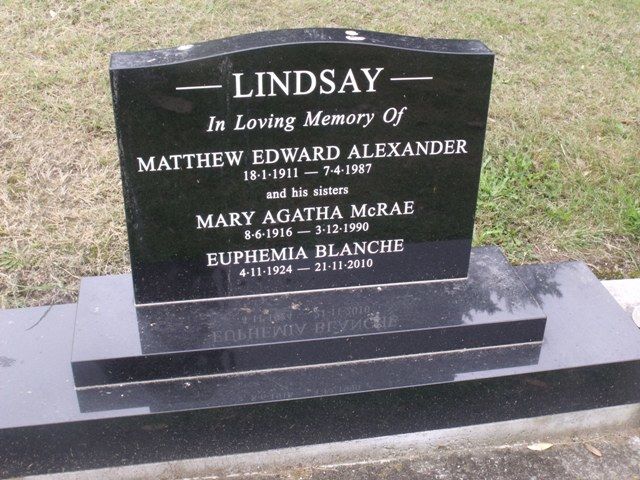 — LINDSAY —
In Loving Memory Of
MATTHEW EDWARD ALEXANDER
18·1·1911 — 7·4·1987
and his sisters
MARY AGATHA McRAE
8·6·1916 — 3·12·1990
EUPHEMIA BLANCHE
4·11·1924 — 21·11·2010